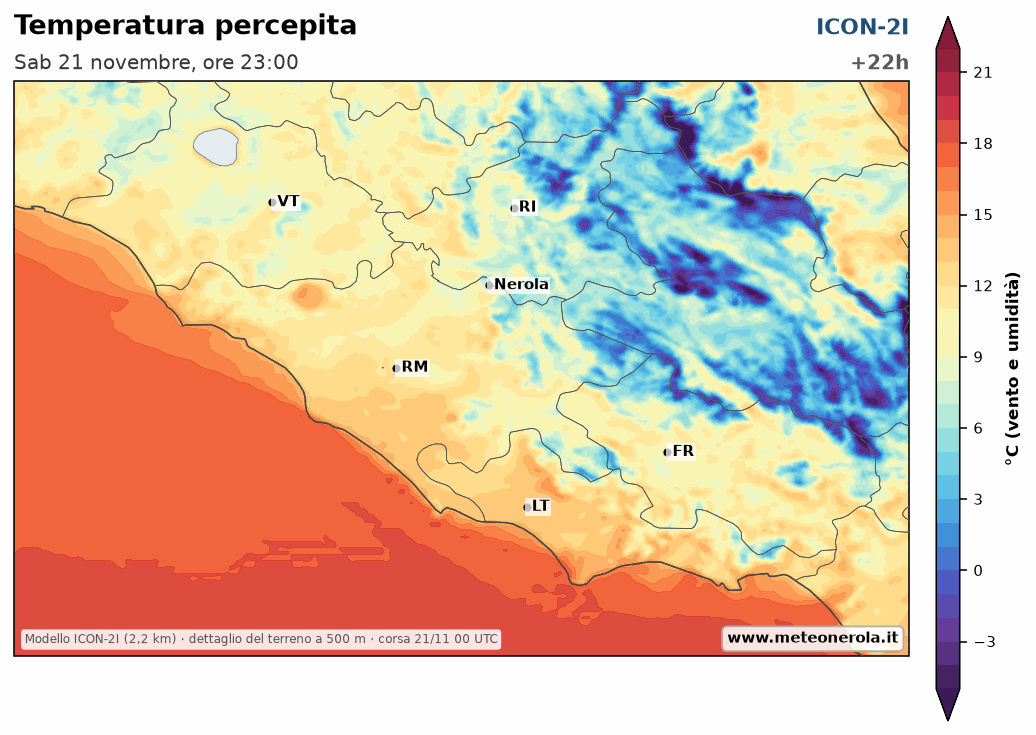 Temperatura percepita
ICON-2I
Sab 21 novembre, ore 23:00
+22h
VT
RI
Nerola
RM
FR
LT
21
18
15
12
9
6
3
0
−3
°C (vento e umidità)
Modello ICON-2I (2,2 km) · dettaglio del terreno a 500 m · corsa 21/11 00 UTC
www.meteonerola.it